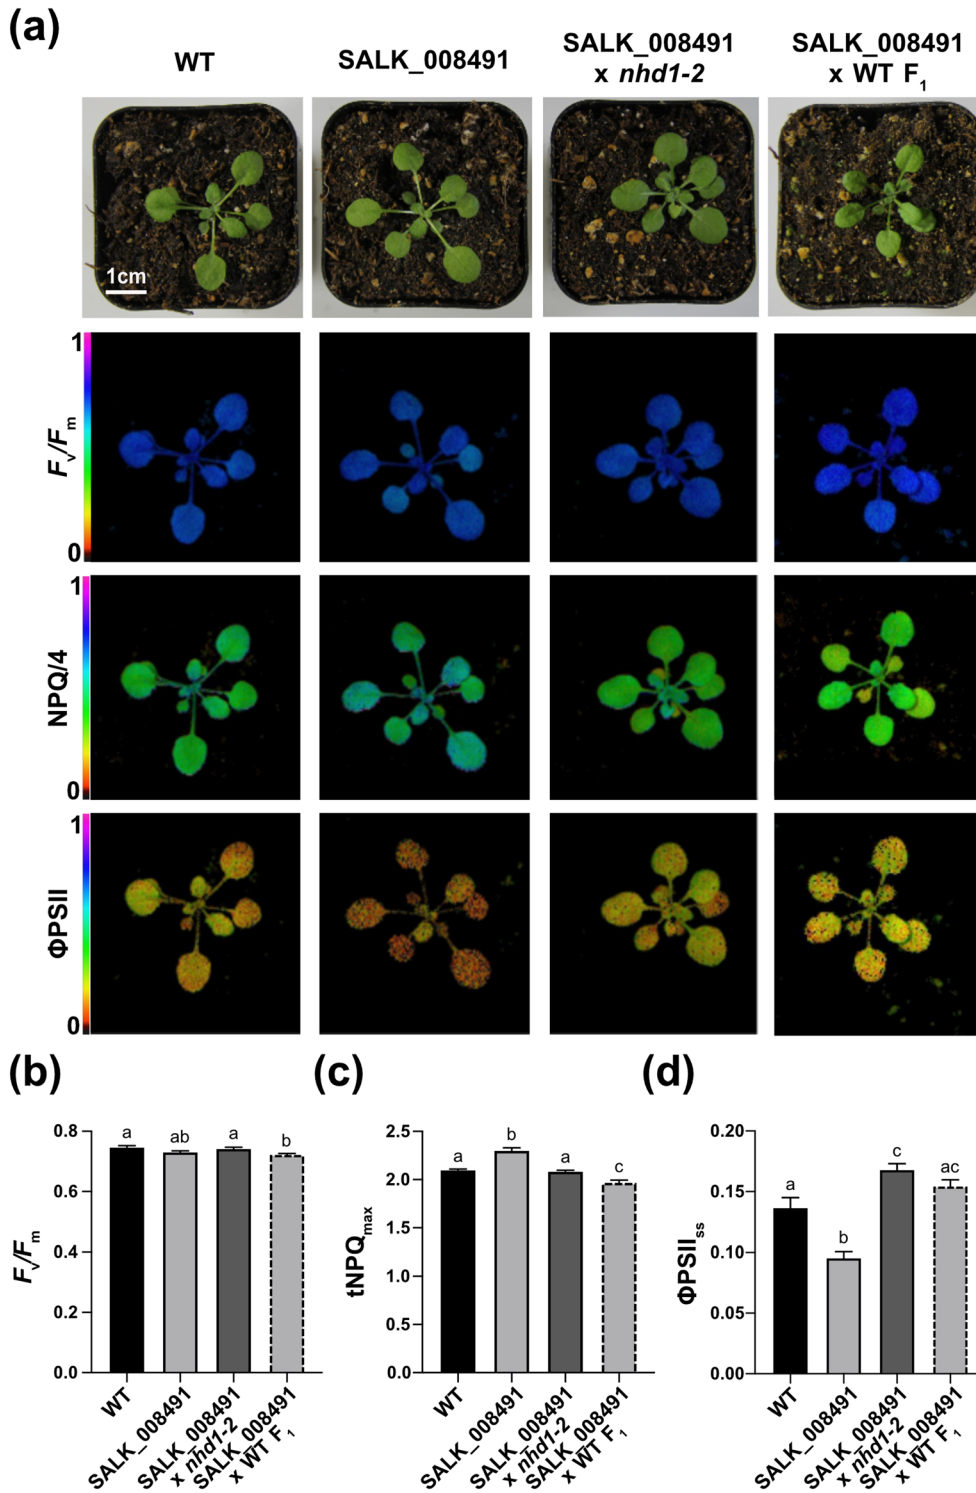 (a)
WT
SALK_008491
SALK_008491
x nhd1-2
SALK_008491
x WT F1
1cm
1
Fv/Fm
0
1
NPQ/4
0
1
ΦPSII
0
(b)
(c)
(d)
0.8
0.6
0.4
0.2
0.0
Fv/Fm
a
ab
a
b
WT
SALK_008491
SALK_008491
x nhd1-2
SALK_008491
x WT F1
2.5
2.0
1.5
1.0
0.5
0.0
tNPQmax
a
b
a
c
WT
SALK_008491
SALK_008491
x nhd1-2
SALK_008491
x WT F1
0.20
0.15
0.10
0.05
0.00
ΦPSIIss
a
b
c
ac
WT
SALK_008491
SALK_008491
x nhd1-2
SALK_008491
x WT F1